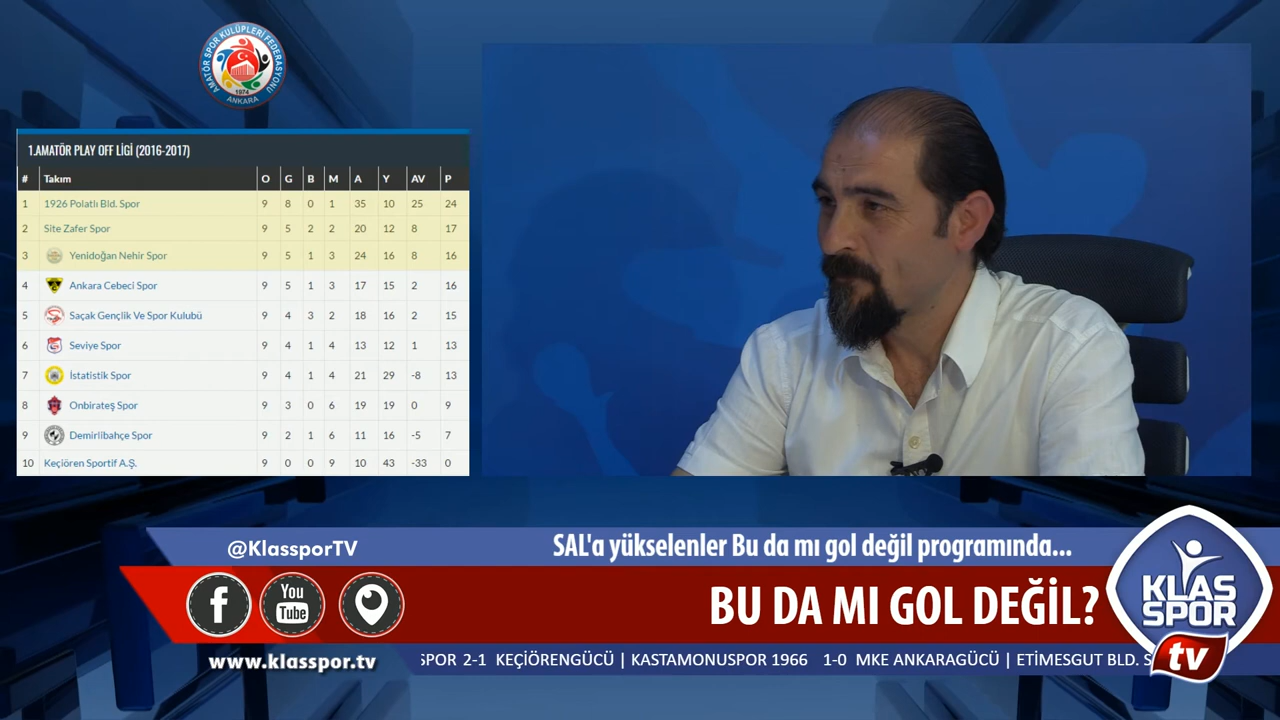 AMATÖR SPOR KULÜPLERİ FEDERASYONU
1974
ANKARA
1.AMATÖR PLAY OFF LİGİ (2016-2017)
# Takım O G B M A Y AV P
1 1926 Polatlı Bld. Spor 9 8 0 1 35 10 25 24
2 Site Zafer Spor 9 5 2 2 20 12 8 17
3 Yenidoğan Nehir Spor 9 5 1 3 24 16 8 16
4 Ankara Cebeci Spor 9 5 1 3 17 15 2 16
5 Saçak Gençlik Ve Spor Kulubü 9 4 3 2 18 16 2 15
6 Seviye Spor 9 4 1 4 13 12 1 13
7 İstatistik Spor 9 4 1 4 21 29 -8 13
8 Onbirateş Spor 9 3 0 6 19 19 0 9
9 Demirlibahçe Spor 9 2 1 6 11 16 -5 7
10 Keçiören Sportif A.Ş. 9 0 0 9 10 43 -33 0
@KlassporTV
SAL'a yükselenler Bu da mı gol değil programında...
f You Tube
BU DA MI GOL DEĞİL?
KLAS SPOR tv
www.klasspor.tv
SPOR 2-1 KEÇİÖRENGÜCÜ | KASTAMONUSPOR 1966 1-0 MKE ANKARAGÜCÜ | ETİMESGUT BLD. S